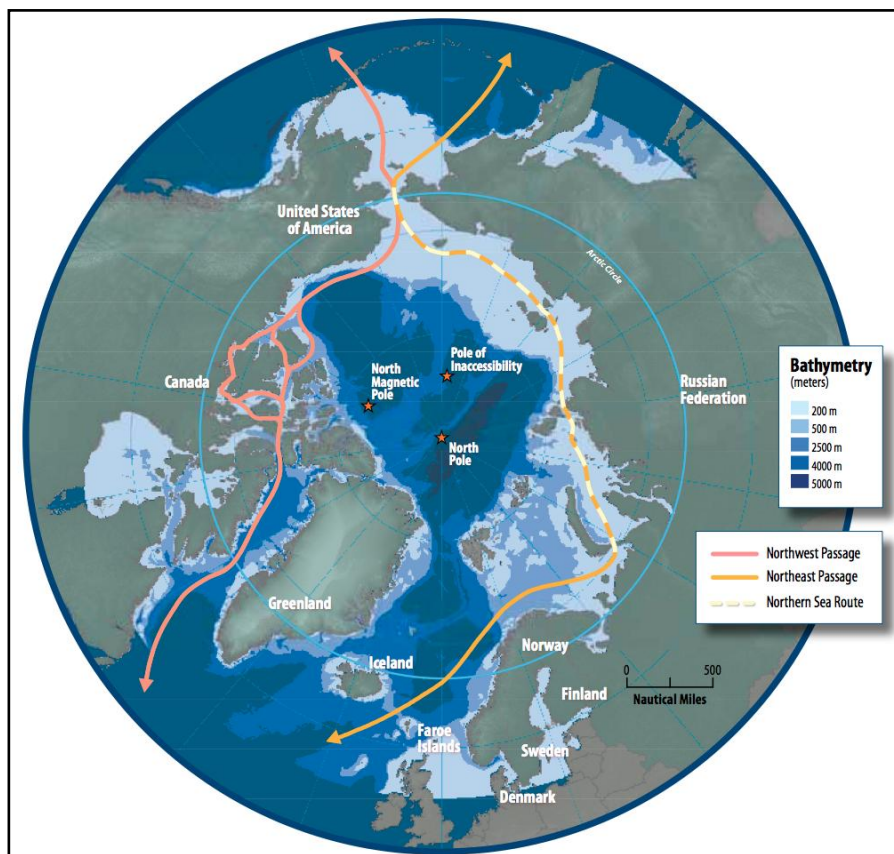 United States
of America
Arctic Circle
Canada
North
Magnetic
Pole
Pole of
Inaccessibility
North
Pole
Russian
Federation
Greenland
Iceland
Norway
Finland
Faroe
Islands
Sweden
Denmark
0 500
Nautical Miles
Bathymetry
(meters)
200 m
500 m
2500 m
4000 m
5000 m
Northwest Passage
Northeast Passage
Northern Sea Route